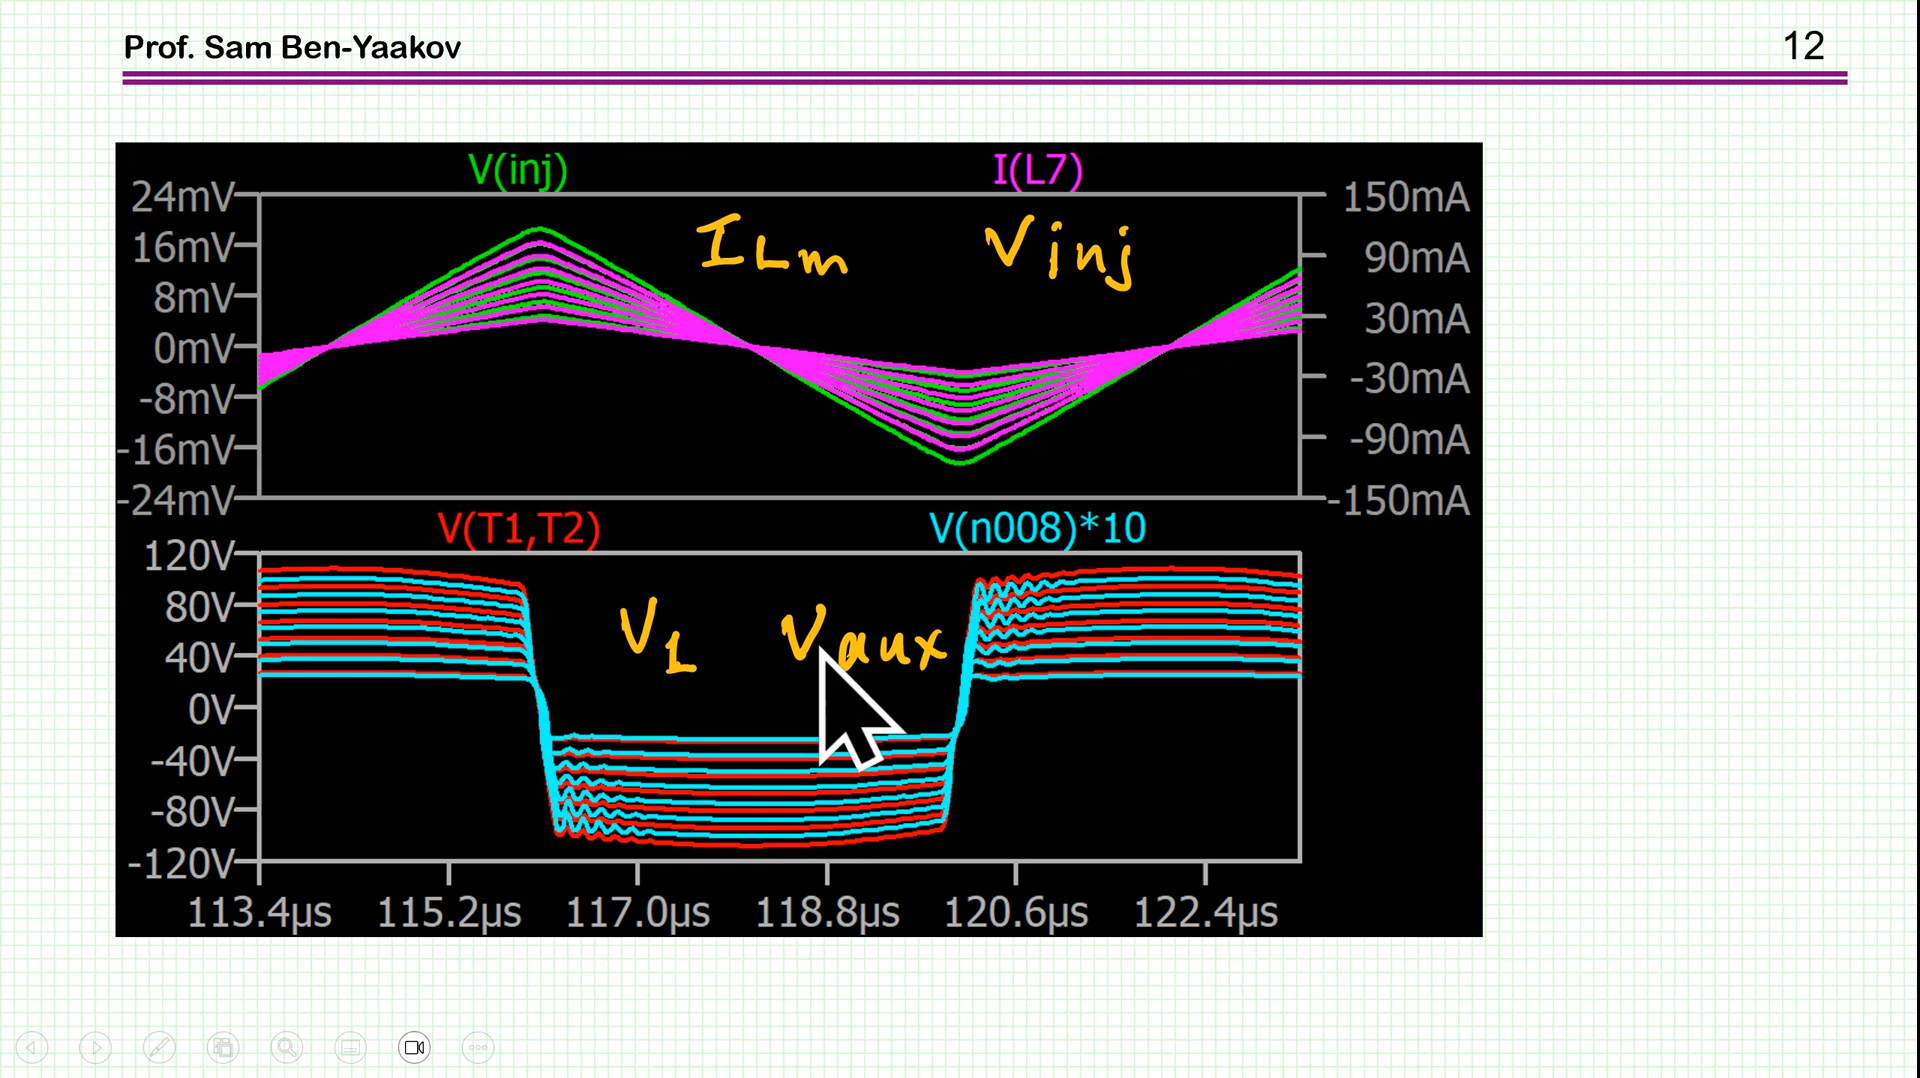 Prof. Sam Ben-Yaakov 12
V(inj) I(L7)
24mV 150mA
16mV 90mA
8mV 30mA
0mV -30mA
-8mV -90mA
-16mV -150mA
-24mV
ILm Vinj
V(T1,T2) V(n008)*10
120V
80V
40V
0V
-40V
-80V
-120V
V1 Vaux
113.4µs 115.2µs 117.0µs 118.8µs 120.6µs 122.4µs